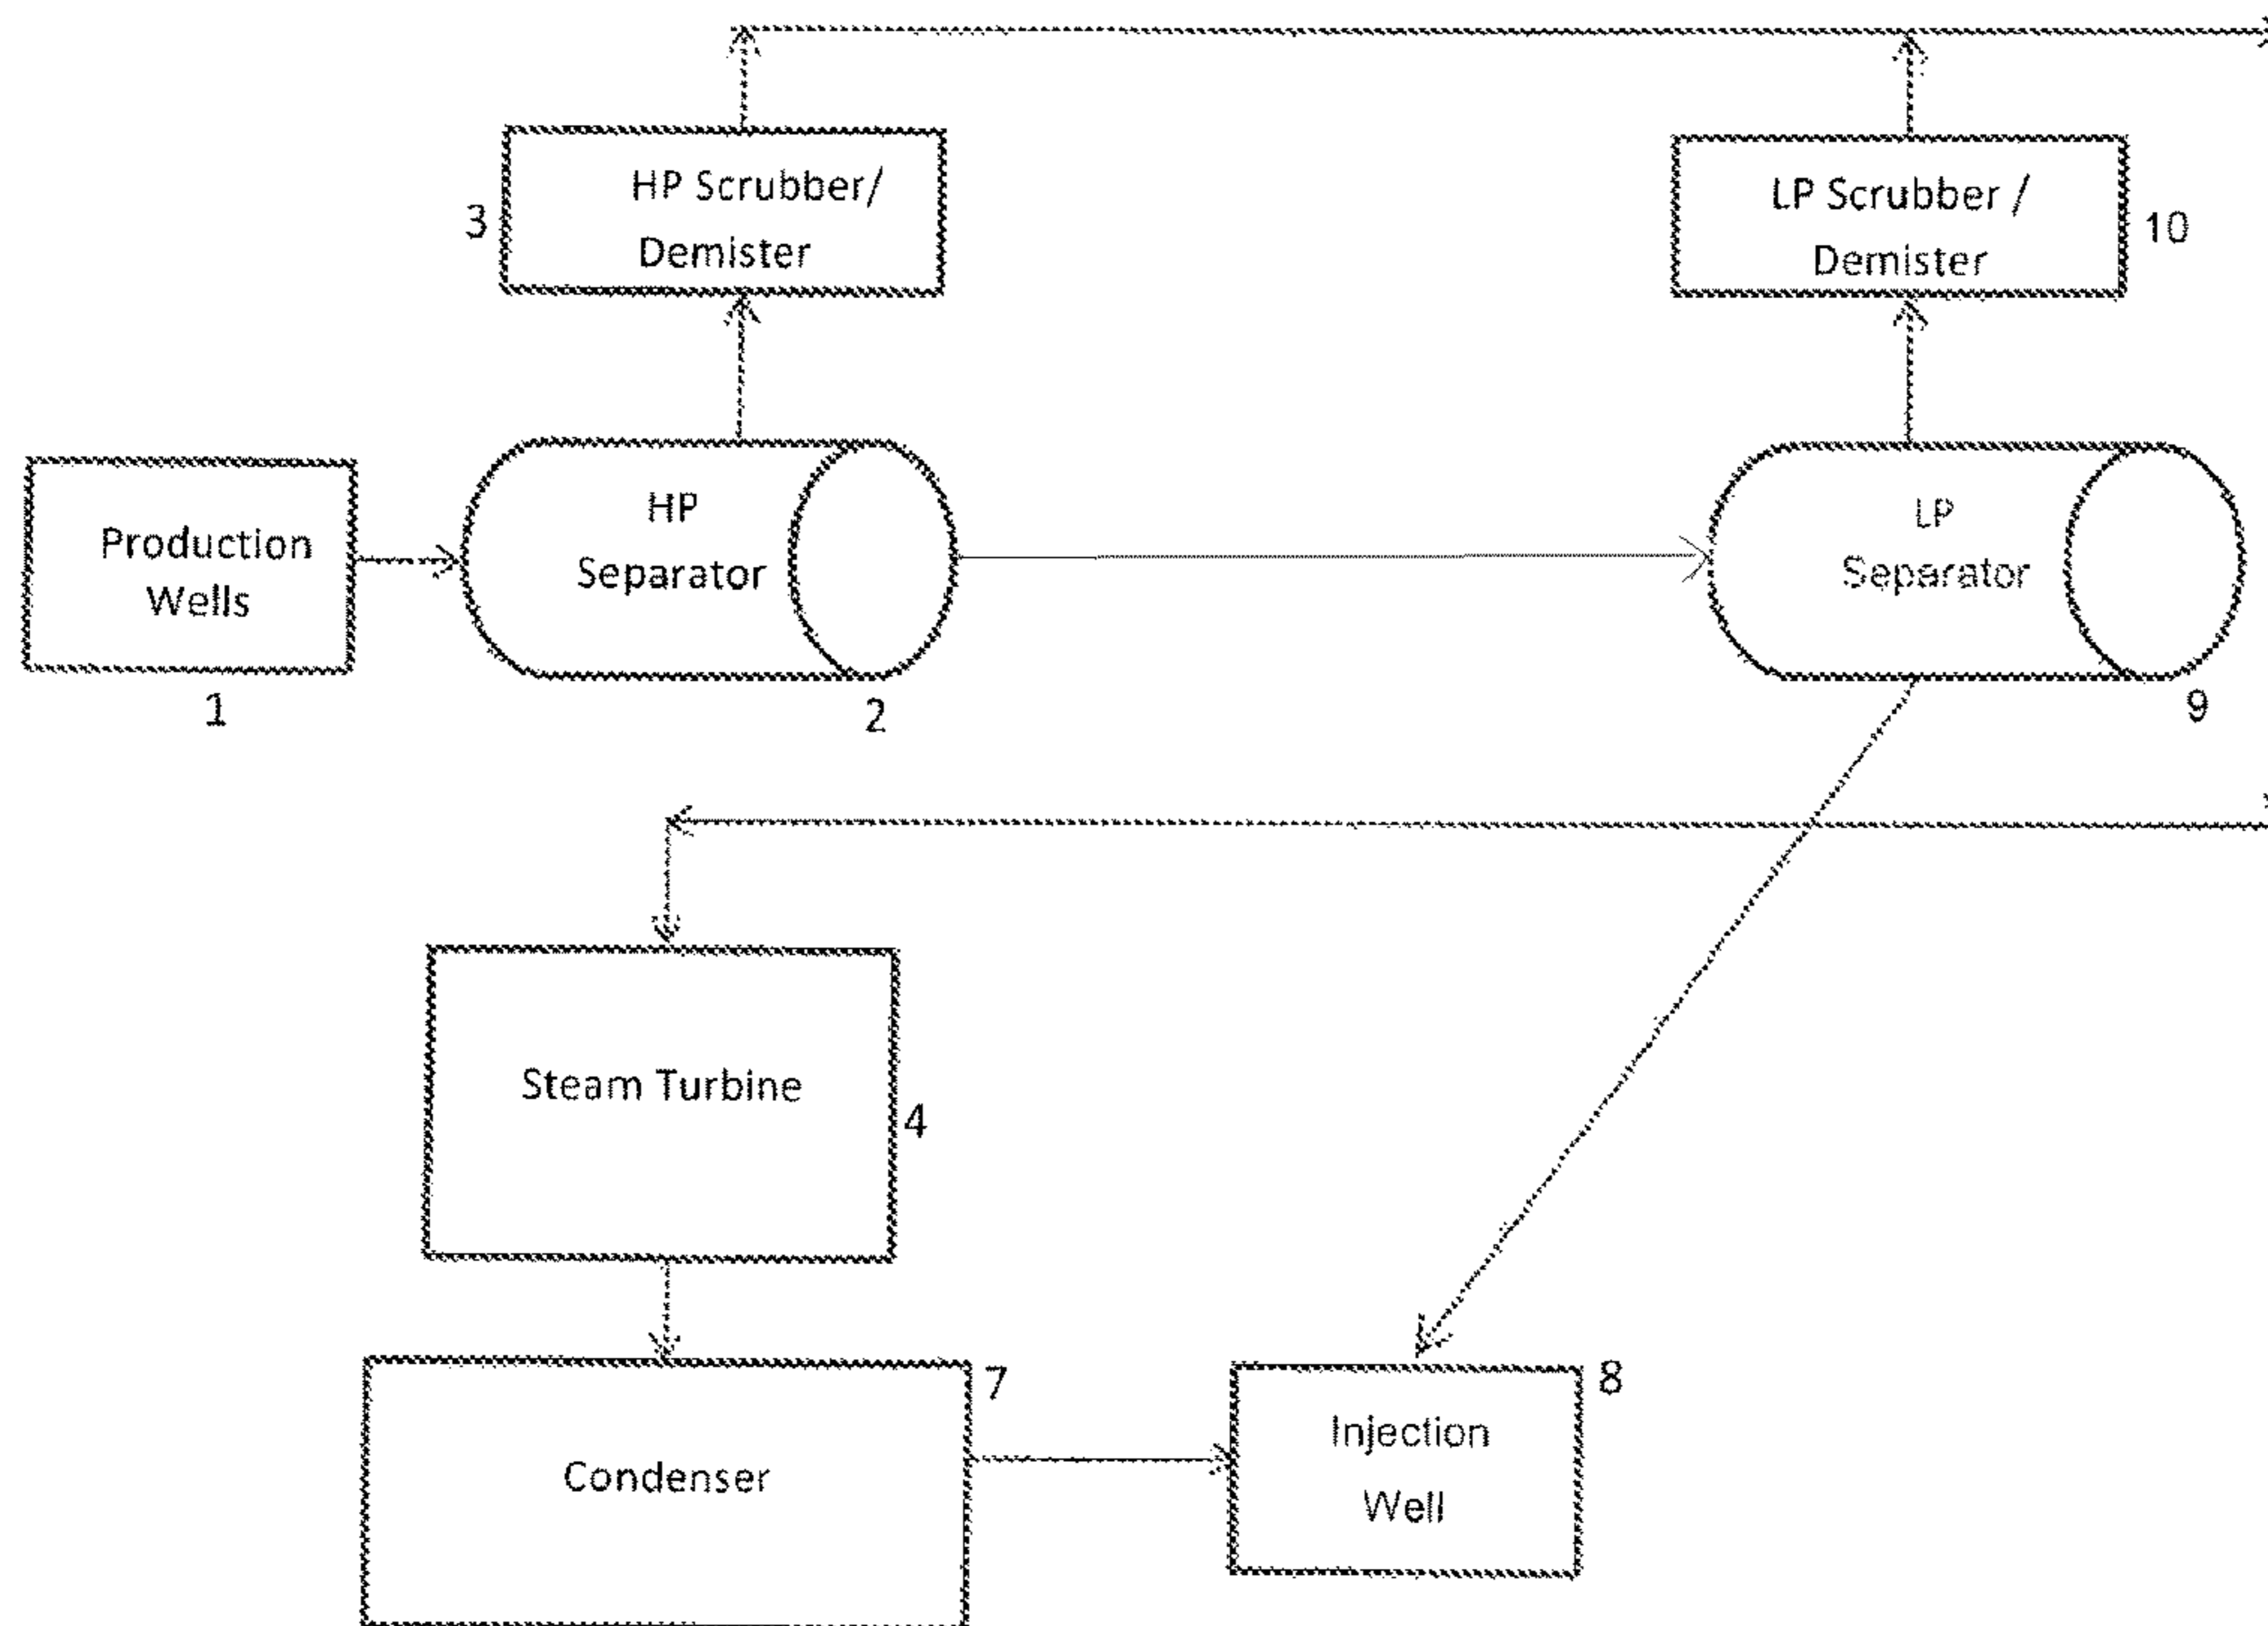 HP Scrubber/
Demister
3
LP Scrubber /
Demister
10
Production
Wells
1
HP
Separator
2
LP
Separator
9
Steam Turbine
4
Condenser
7
Injection
Well
8